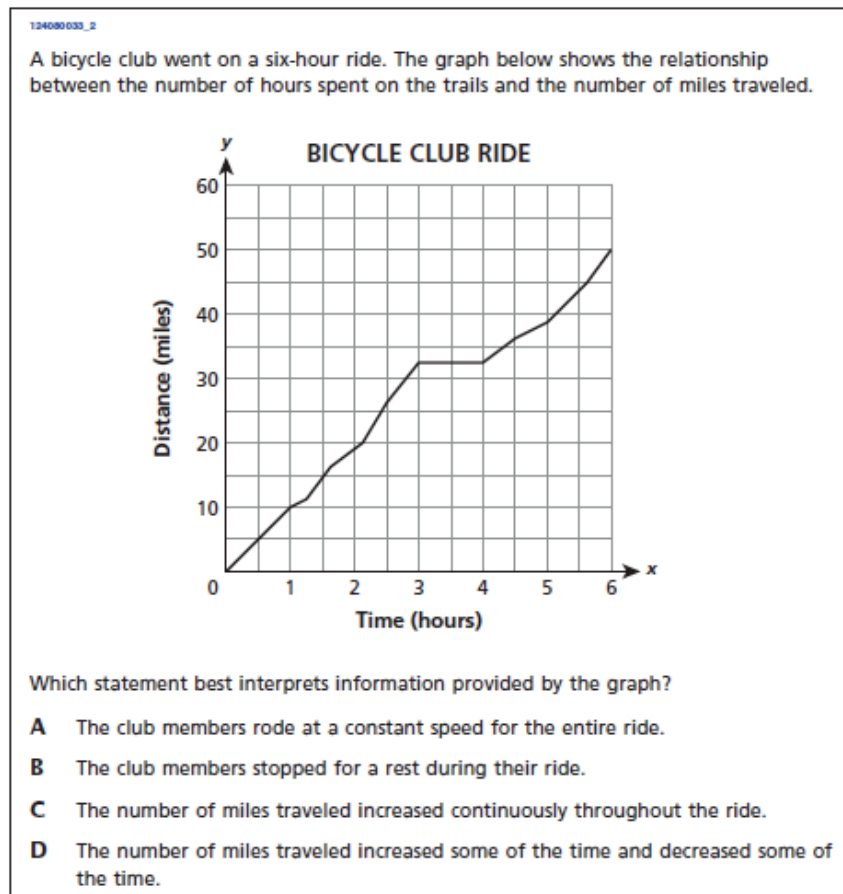 124080033_2
A bicycle club went on a six-hour ride. The graph below shows the relationship
between the number of hours spent on the trails and the number of miles traveled.
y
BICYCLE CLUB RIDE
60
50
40
30
20
10
Distance (miles)
0 1 2 3 4 5 6 x
Time (hours)
Which statement best interprets information provided by the graph?
A The club members rode at a constant speed for the entire ride.
B The club members stopped for a rest during their ride.
C The number of miles traveled increased continuously throughout the ride.
D The number of miles traveled increased some of the time and decreased some of
the time.